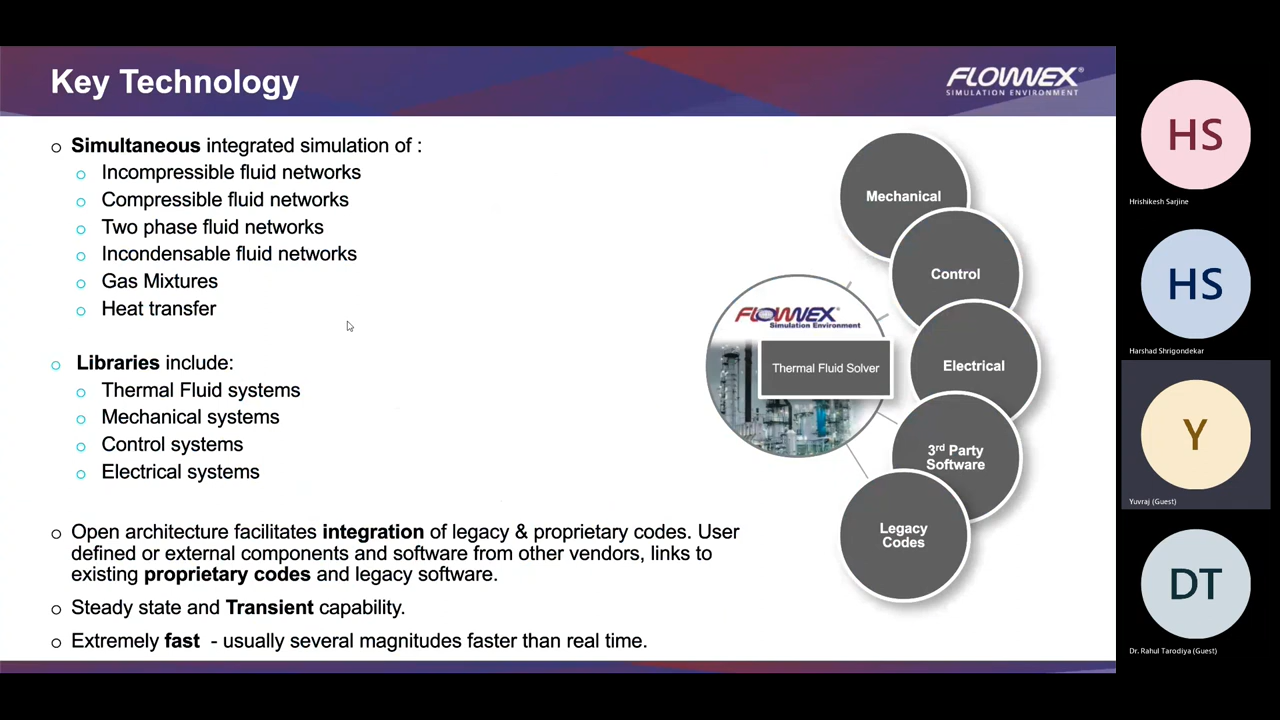 Key Technology
FLOWNEX®
SIMULATION ENVIRONMENT
o Simultaneous integrated simulation of :
o Incompressible fluid networks
o Compressible fluid networks
o Two phase fluid networks
o Incondensable fluid networks
o Gas Mixtures
o Heat transfer
o Libraries include:
o Thermal Fluid systems
o Mechanical systems
o Control systems
o Electrical systems
o Open architecture facilitates integration of legacy & proprietary codes. User
defined or external components and software from other vendors, links to
existing proprietary codes and legacy software.
o Steady state and Transient capability.
o Extremely fast - usually several magnitudes faster than real time.
FLOWNEX®
Simulation Environment
Thermal Fluid Solver
Mechanical
Control
Electrical
3rd Party
Software
Legacy
Codes
HS
Hrishikesh Sarjine
HS
Harshad Shrigondekar
Y
Yuvraj (Guest)
DT
Dr. Rahul Tarodiya (Guest)